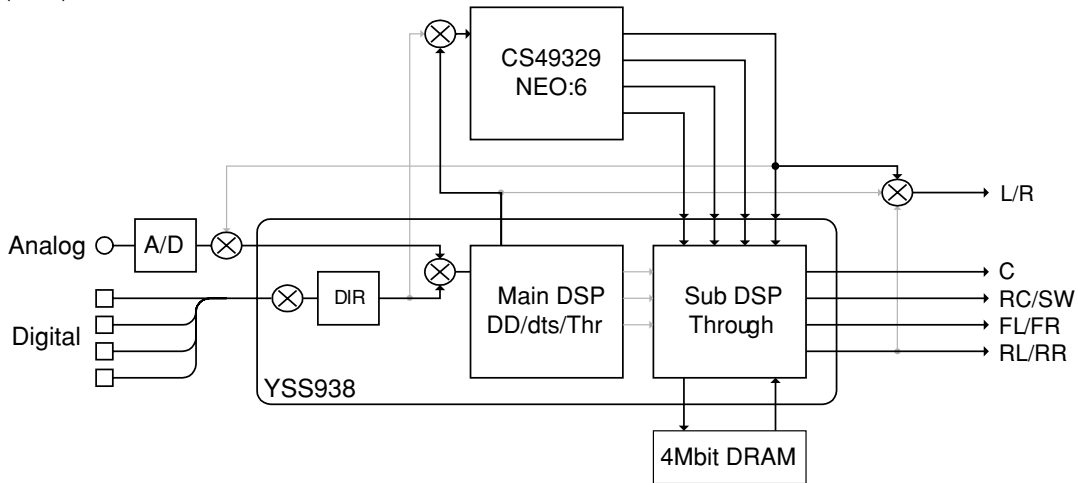 CS49329
NEO:6
L/R
Analog
A/D
DIR
Digital
Main DSP
DD/dts/Thr
Sub DSP
Through
C
RC/SW
FL/FR
RL/RR
YSS938
4Mbit DRAM